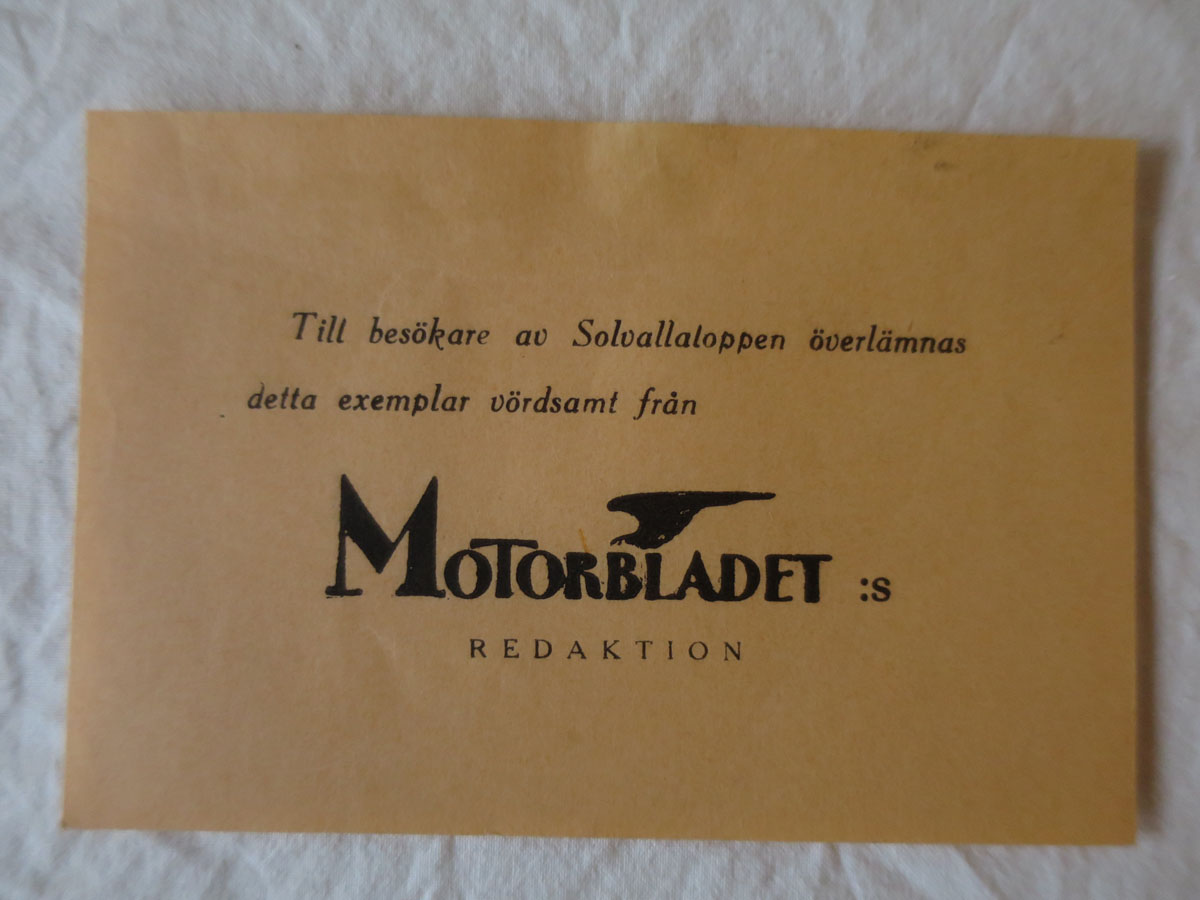 Till besökare av Solvallaloppen överlämnas
detta exemplar vördsamt från
MOTORBLADET :s
REDAKTION